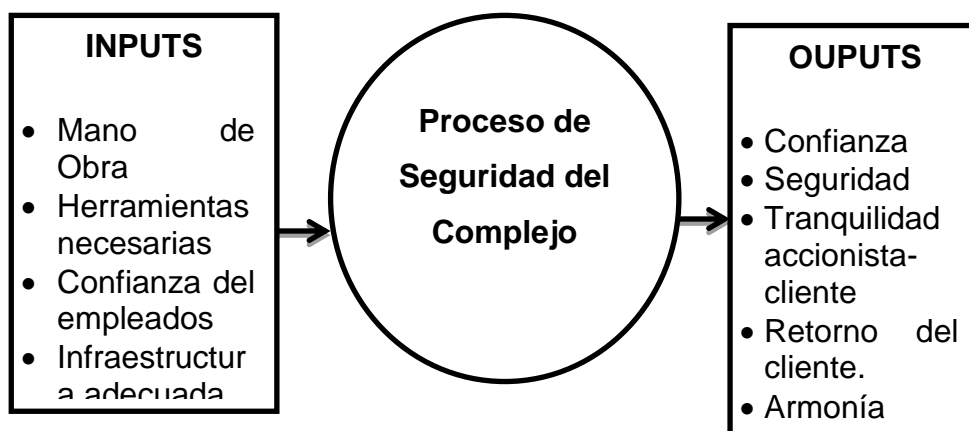 INPUTS
• Mano de
Obra
• Herramientas
necesarias
• Confianza del
empleados
• Infraestructur
a adecuada
Proceso de
Seguridad del
Complejo
OUPUTS
• Confianza
• Seguridad
• Tranquilidad
accionista-
cliente
• Retorno del
cliente.
• Armonía